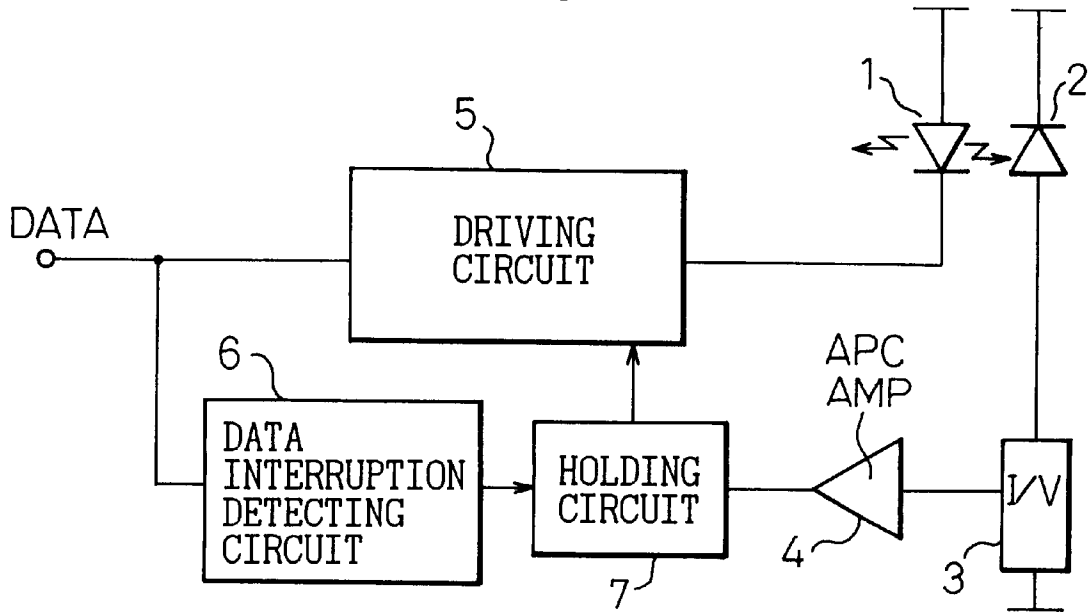 1
2
5
DATA
DRIVING
CIRCUIT
6
APC
AMP
DATA
INTERRUPTION
DETECTING
CIRCUIT
HOLDING
CIRCUIT
I/V
4
3
7